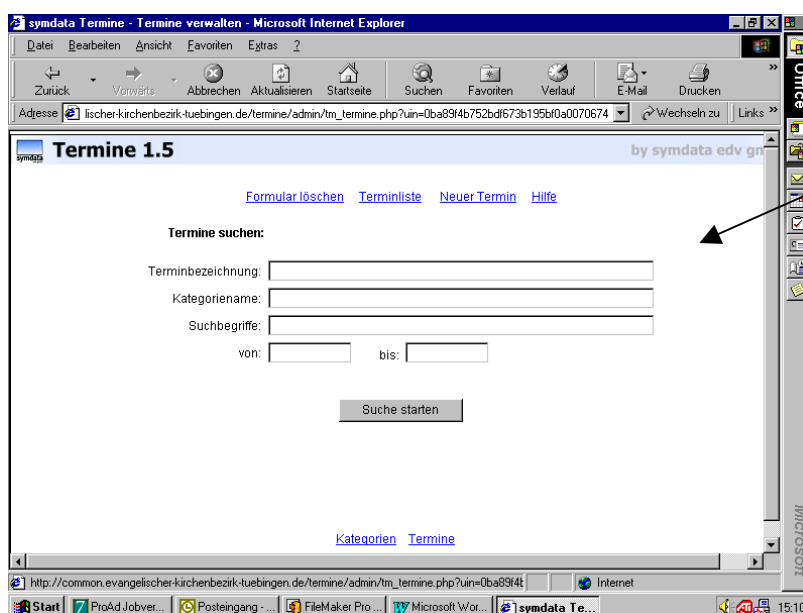 symdata Termine - Termine verwalten - Microsoft Internet Explorer
Datei Bearbeiten Ansicht Favoriten Extras ?
Zurück Vorwärts Abbrechen Aktualisieren Startseite Suchen Favoriten Verlauf E-Mail Drucken »
Adresse lischer-kirchenbezirk-tuebingen.de/termine/admin/tm_termine.php?uin=0ba89f4b752bdf673b195bf0a0070674 Wechseln zu Links »
symdata Termine 1.5 by symdata edv gm
Formular löschen Terminliste Neuer Termin Hilfe
Termine suchen:
Terminbezeichnung:
Kategoriename:
Suchbegriffe:
von: bis:
Suche starten
Kategorien Termine
http://common.evangelischer-kirchenbezirk-tuebingen.de/termine/admin/tm_termine.php?uin=0ba89f4b Internet
Start ProAd Jobver... Posteingang - ... FileMaker Pro ... Microsoft Wor... symdata Te... 15:10
Office
Microsoft